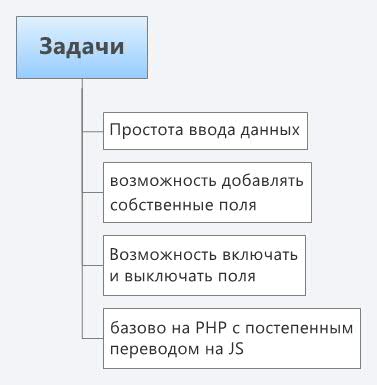 Задачи
Простота ввода данных
возможность добавлять
собственные поля
Возможность включать
и выключать поля
базово на PHP с постепенным
переводом на JS